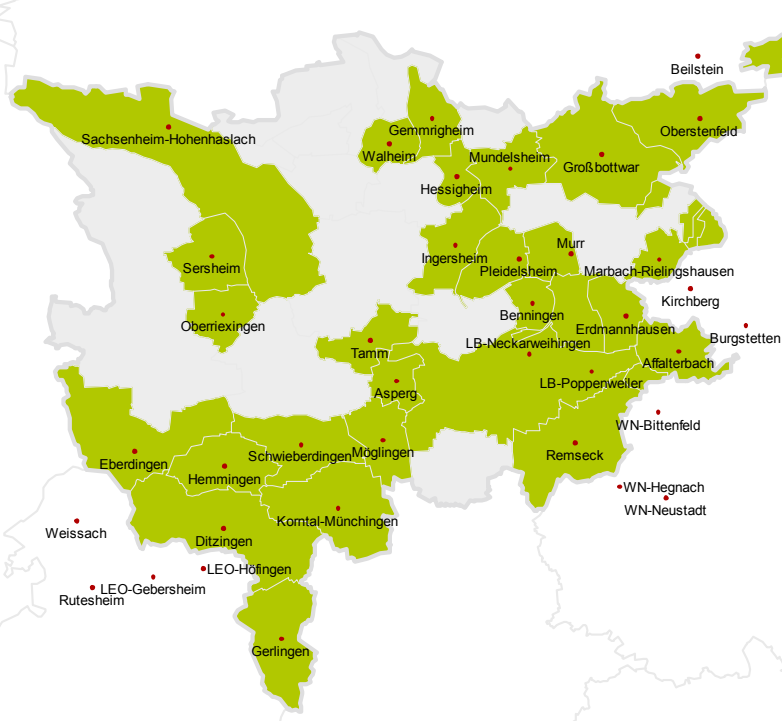 Beilstein
Sachsenheim-Hohenhaslach
Gemmrigheim
Oberstenfeld
Walheim
Mundelsheim
Großbottwar
Hessigheim
Murr
Ingersheim
Sersheim
Pleidelsheim
Marbach-Rielingshausen
Kirchberg
Benningen
Oberriexingen
Erdmannhausen
Burgstetten
LB-Neckarweihingen
Tamm
Affalterbach
LB-Poppenweiler
Asperg
WN-Bittenfeld
Schwieberdingen
Möglingen
Remseck
Eberdingen
Hemmingen
WN-Hegnach
WN-Neustadt
Korntal-Münchingen
Weissach
Ditzingen
LEO-Höfingen
LEO-Gebersheim
Rutesheim
Gerlingen